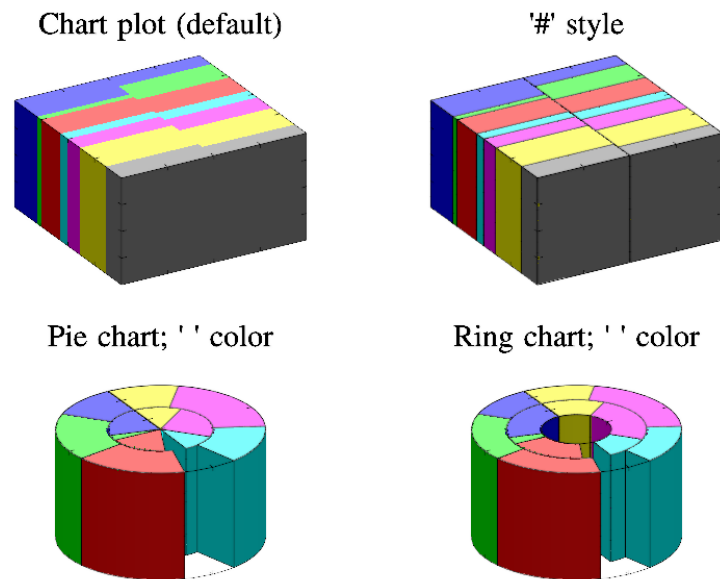 Chart plot (default)
'#' style
Pie chart; ' ' color
Ring chart; ' ' color